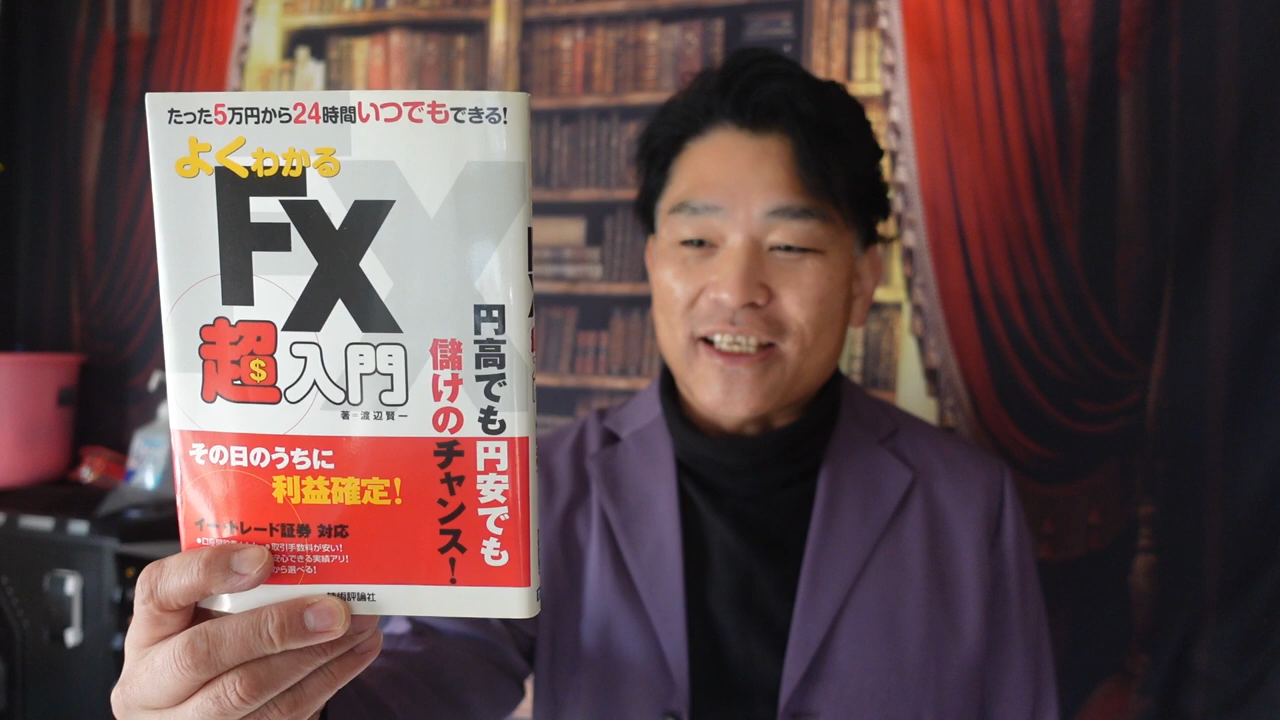 たった5万円から24時間いつでもできる!
よくわかる
FX
超入門
著＝渡辺賢一
円高でも円安でも
儲けのチャンス!
その日のうちに
利益確定!
イー・トレード証券 対応
取引手数料が安い!
安心できる実績アリ!
から選べる!
技術評論社